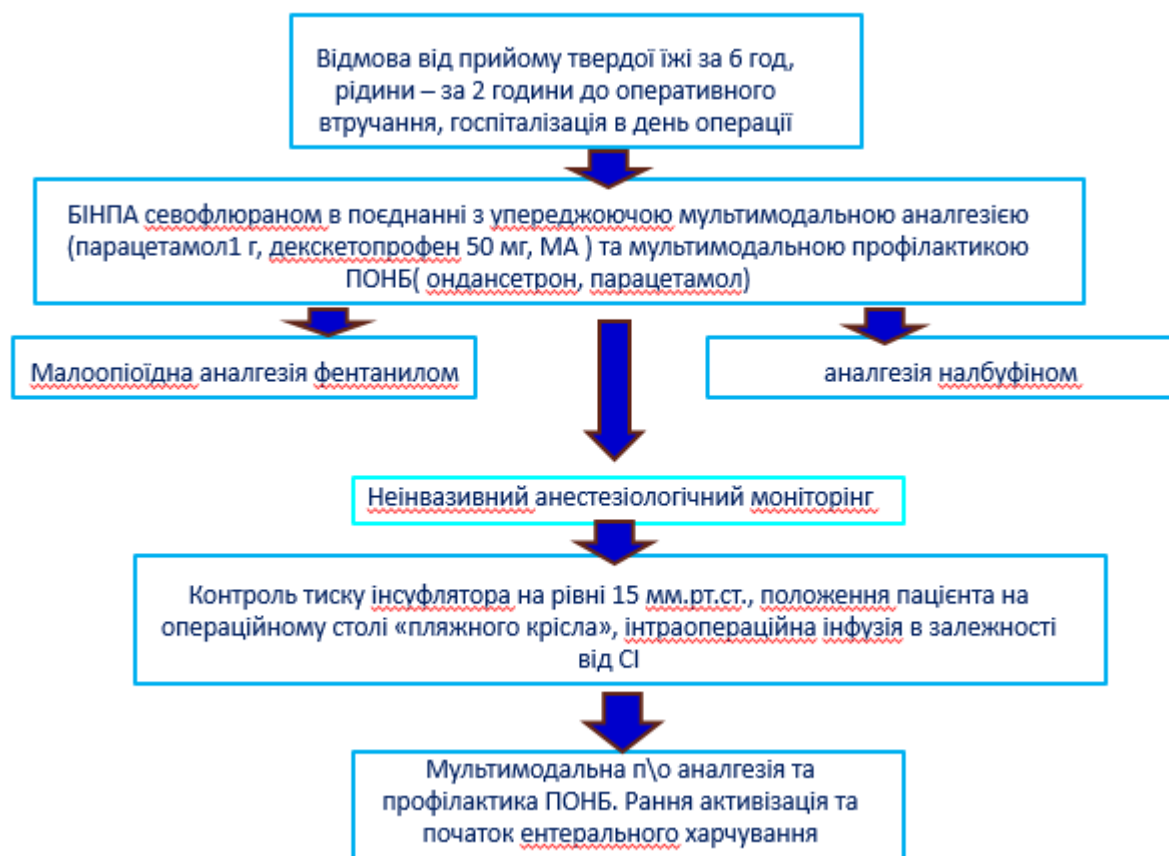 Відмова від прийому твердої їжі за 6 год,
рідини – за 2 години до оперативного
втручання, госпіталізація в день операції
БІНПА севофлюраном в поєднанні з упереджоючою мультимодальною аналгезією
(парацетамол1 г, декскетопрофен 50 мг, МА ) та мультимодальною профілактикою
ПОНБ( ондансетрон, парацетамол)
Малоопіоїдна аналгезія фентанилом
аналгезія налбуфіном
Неінвазивний анестезіологічний моніторінг
Контроль тиску інсуфлятора на рівні 15 мм.рт.ст., положення пацієнта на
операційному столі «пляжного крісла», інтраопераційна інфузія в залежності
від СІ
Мультимодальна п\о аналгезія та
профілактика ПОНБ. Рання активізація та
початок ентерального харчування